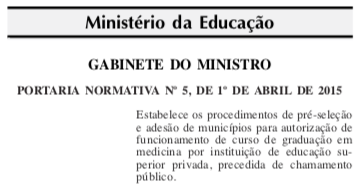 Ministério da Educação
GABINETE DO MINISTRO
PORTARIA NORMATIVA Nº 5, DE 1º DE ABRIL DE 2015
Estabelece os procedimentos de pré-seleção
e adesão de municípios para autorização de
funcionamento de curso de graduação em
medicina por instituição de educação su-
perior privada, precedida de chamamento
público.